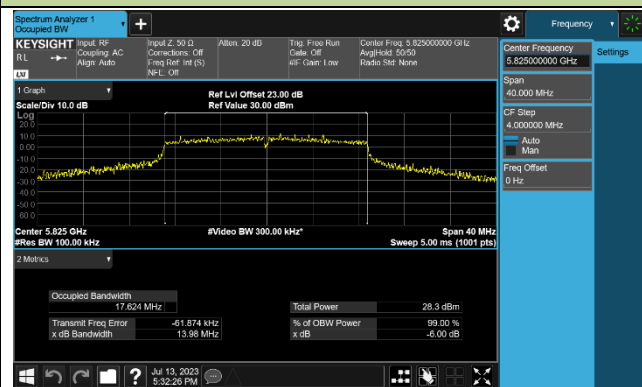 Spectrum Analyzer 1
Occupied BW
Frequency
KEYSIGHT
Input: RF
Input Z: 50 Ω
Atten: 20 dB
Trig: Free Run
Center Freq: 5.825000000 GHz
RL
Coupling: AC
Corrections: Off
Gate: Off
Avg|Hold: 50/50
Align: Auto
Freq Ref: Int (S)
#IF Gain: Low
Radio Std: None
LXI
NFE: Off
Center Frequency
5.825000000 GHz
Settings
Span
40.000 MHz
CF Step
4.000000 MHz
Auto
Man
Freq Offset
0 Hz
1 Graph
Ref Lvl Offset 23.00 dB
Scale/Div 10.0 dB
Ref Value 30.00 dBm
Log
20.0
10.0
0.00
-10.0
-20.0
-30.0
-40.0
-50.0
-60.0
Center 5.825 GHz
#Video BW 300.00 kHz*
Span 40 MHz
#Res BW 100.00 kHz
Sweep 5.00 ms (1001 pts)
2 Metrics
Occupied Bandwidth
17.624 MHz
Total Power
28.3 dBm
Transmit Freq Error
-61.874 kHz
% of OBW Power
99.00 %
x dB Bandwidth
13.98 MHz
x dB
-6.00 dB
Jul 13, 2023
5:32:26 PM